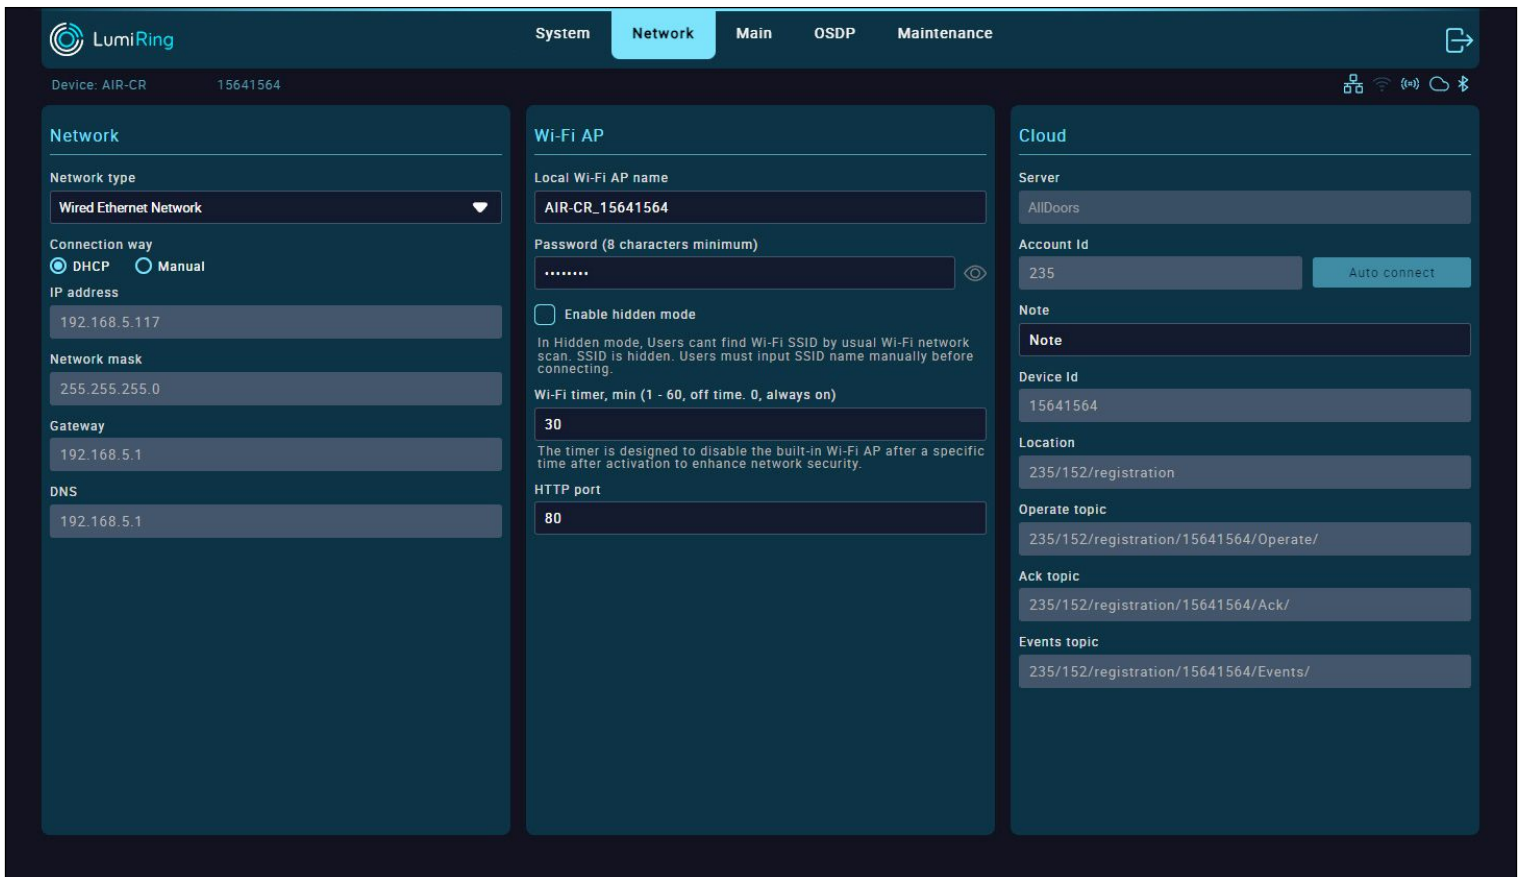 LumiRing
System
Network
Main
OSDP
Maintenance
Device: AIR-CR
15641564
Network
Network type
Wired Ethernet Network
Connection way
DHCP
Manual
IP address
192.168.5.117
Network mask
255.255.255.0
Gateway
192.168.5.1
DNS
192.168.5.1
Wi-Fi AP
Local Wi-Fi AP name
AIR-CR_15641564
Password (8 characters minimum)
••••••••
Enable hidden mode
In Hidden mode, Users cant find Wi-Fi SSID by usual Wi-Fi network
scan. SSID is hidden. Users must input SSID name manually before
connecting.
Wi-Fi timer, min (1 - 60, off time. 0, always on)
30
The timer is designed to disable the built-in Wi-Fi AP after a specific
time after activation to enhance network security.
HTTP port
80
Cloud
Server
AllDoors
Account Id
235
Auto connect
Note
Note
Device Id
15641564
Location
235/152/registration
Operate topic
235/152/registration/15641564/Operate/
Ack topic
235/152/registration/15641564/Ack/
Events topic
235/152/registration/15641564/Events/